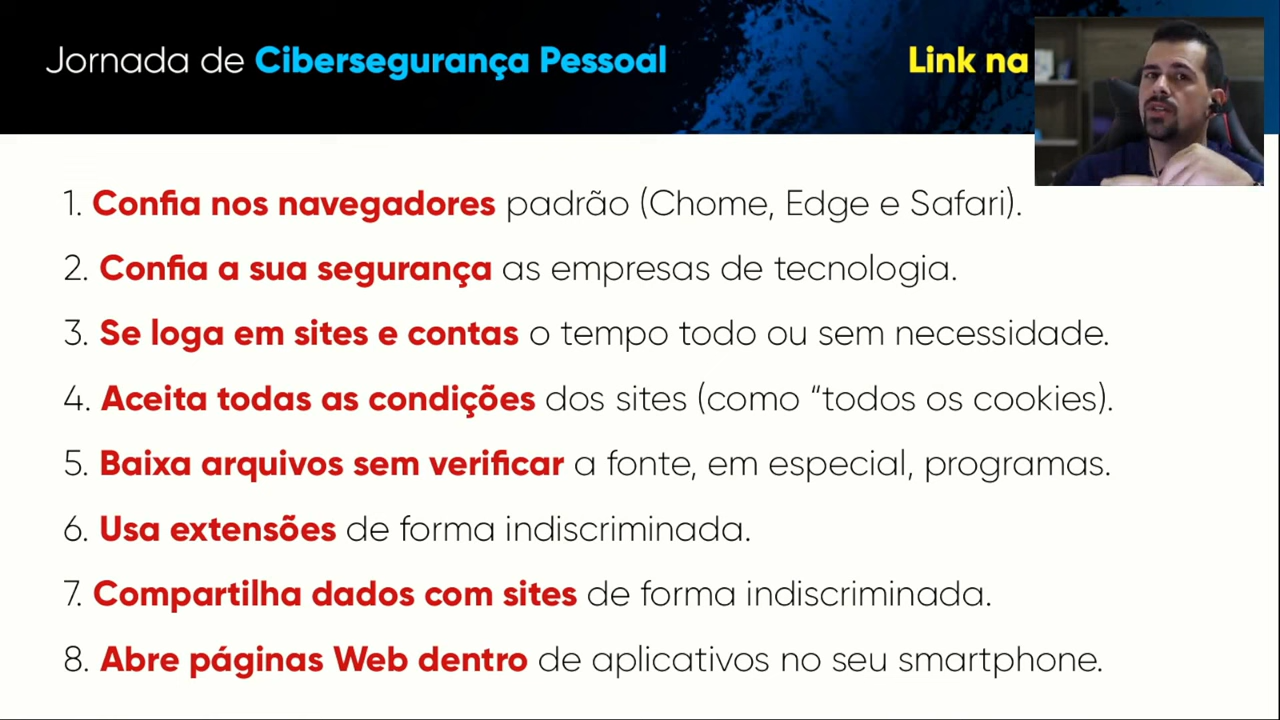 Jornada de Cibersegurança Pessoal
Link na
1. Confia nos navegadores padrão (Chome, Edge e Safari).
2. Confia a sua segurança as empresas de tecnologia.
3. Se loga em sites e contas o tempo todo ou sem necessidade.
4. Aceita todas as condições dos sites (como “todos os cookies).
5. Baixa arquivos sem verificar a fonte, em especial, programas.
6. Usa extensões de forma indiscriminada.
7. Compartilha dados com sites de forma indiscriminada.
8. Abre páginas Web dentro de aplicativos no seu smartphone.